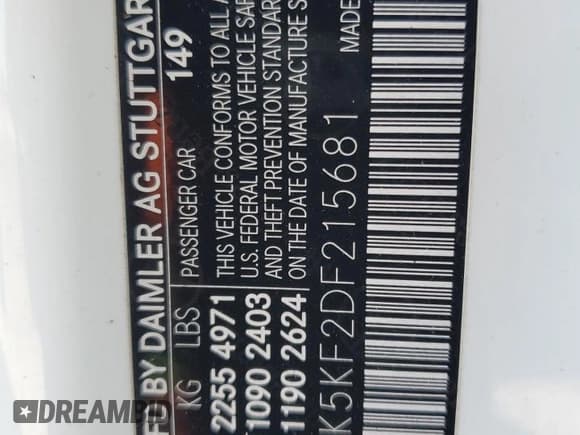 BY DAIMLER AG STUTTGAR
149
KG LBS PASSENGER CAR
2255 4971 THIS VEHICLE CONFORMS TO ALL
1090 2403 U.S. FEDERAL MOTOR VEHICLE SAF
1190 2624 AND THEFT PREVENTION STANDAR
ON THE DATE OF MANUFACTURE S
K5KF2DF215681
MADE
DREAMBID